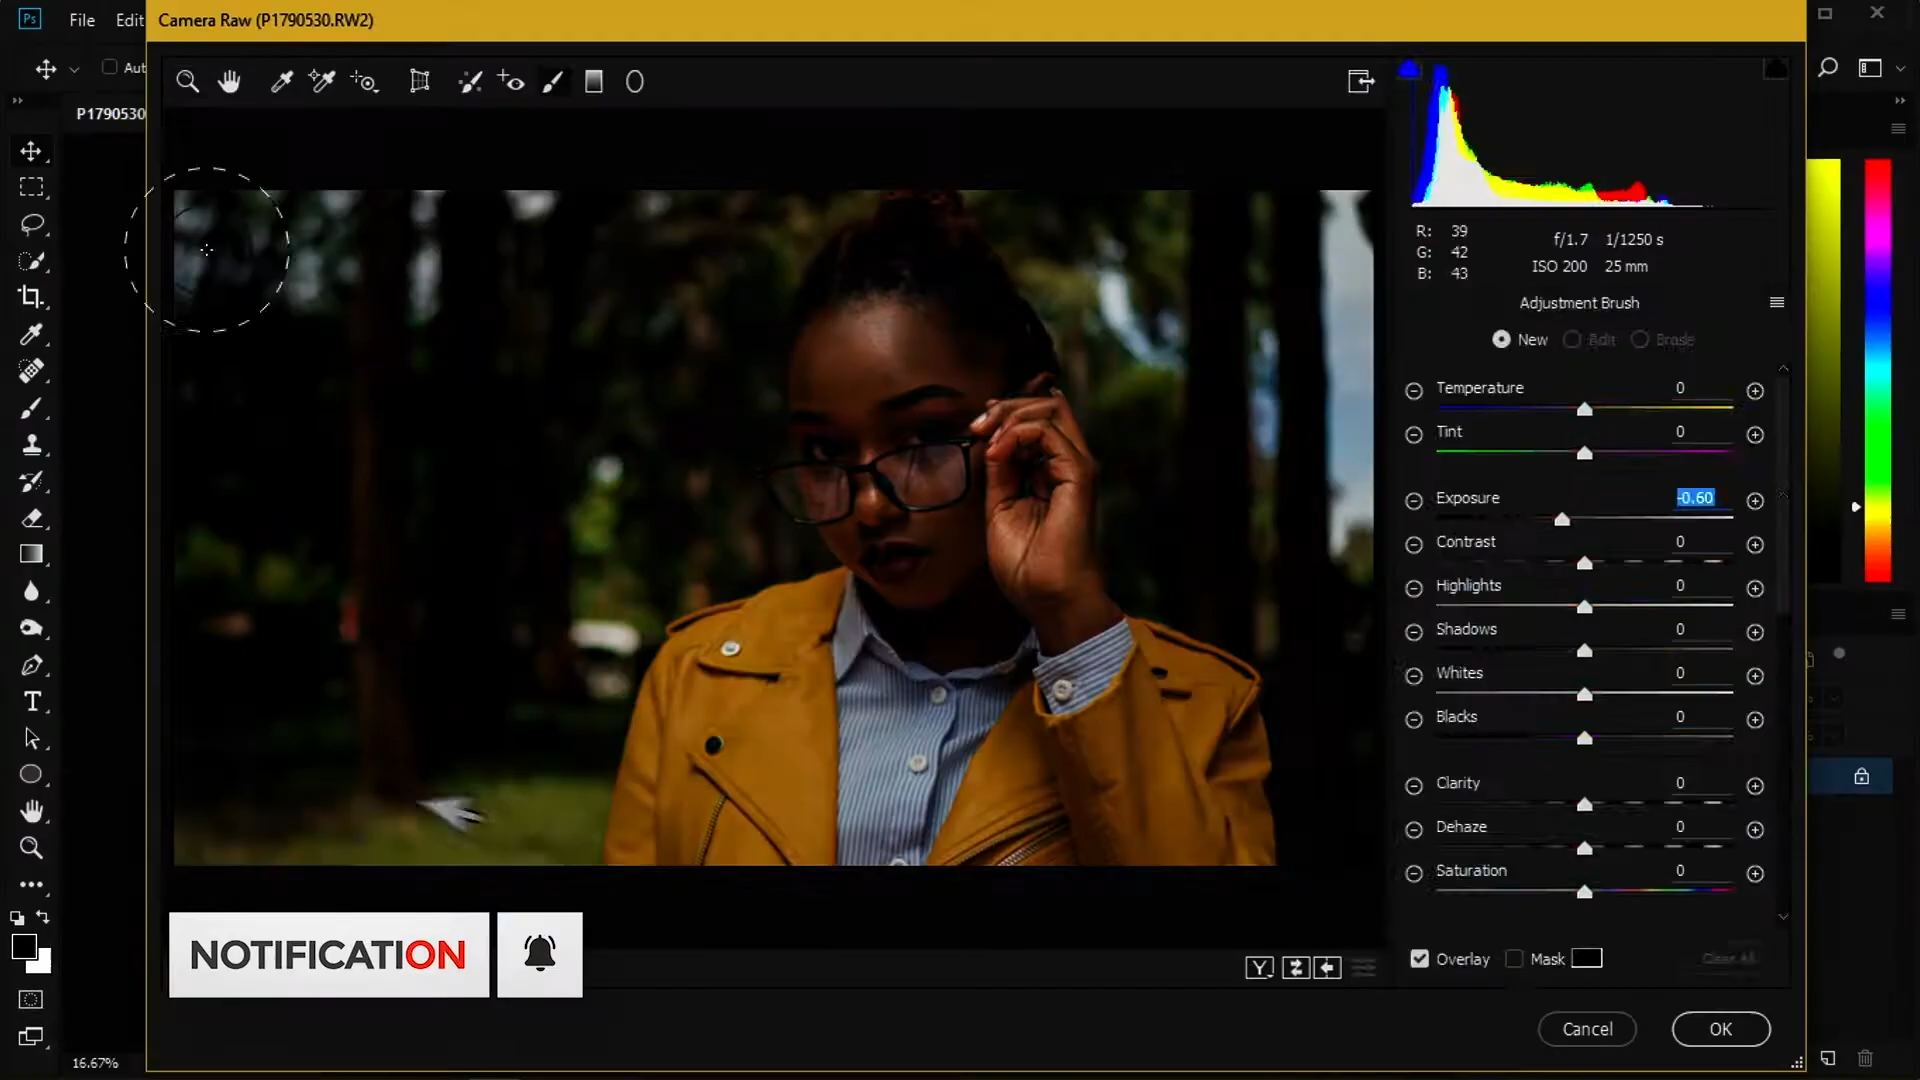 Ps File Edit
Camera Raw (P1790530.RW2)
Aut
P1790530
R: 39
G: 42
B: 43
f/1.7 1/1250 s
ISO 200 25 mm
Adjustment Brush
New Edit Erase
Temperature 0
Tint 0
Exposure -0.60
Contrast 0
Highlights 0
Shadows 0
Whites 0
Blacks 0
Clarity 0
Dehaze 0
Saturation 0
NOTIFICATION
Y
Overlay Mask Clear All
Cancel OK
16.67%